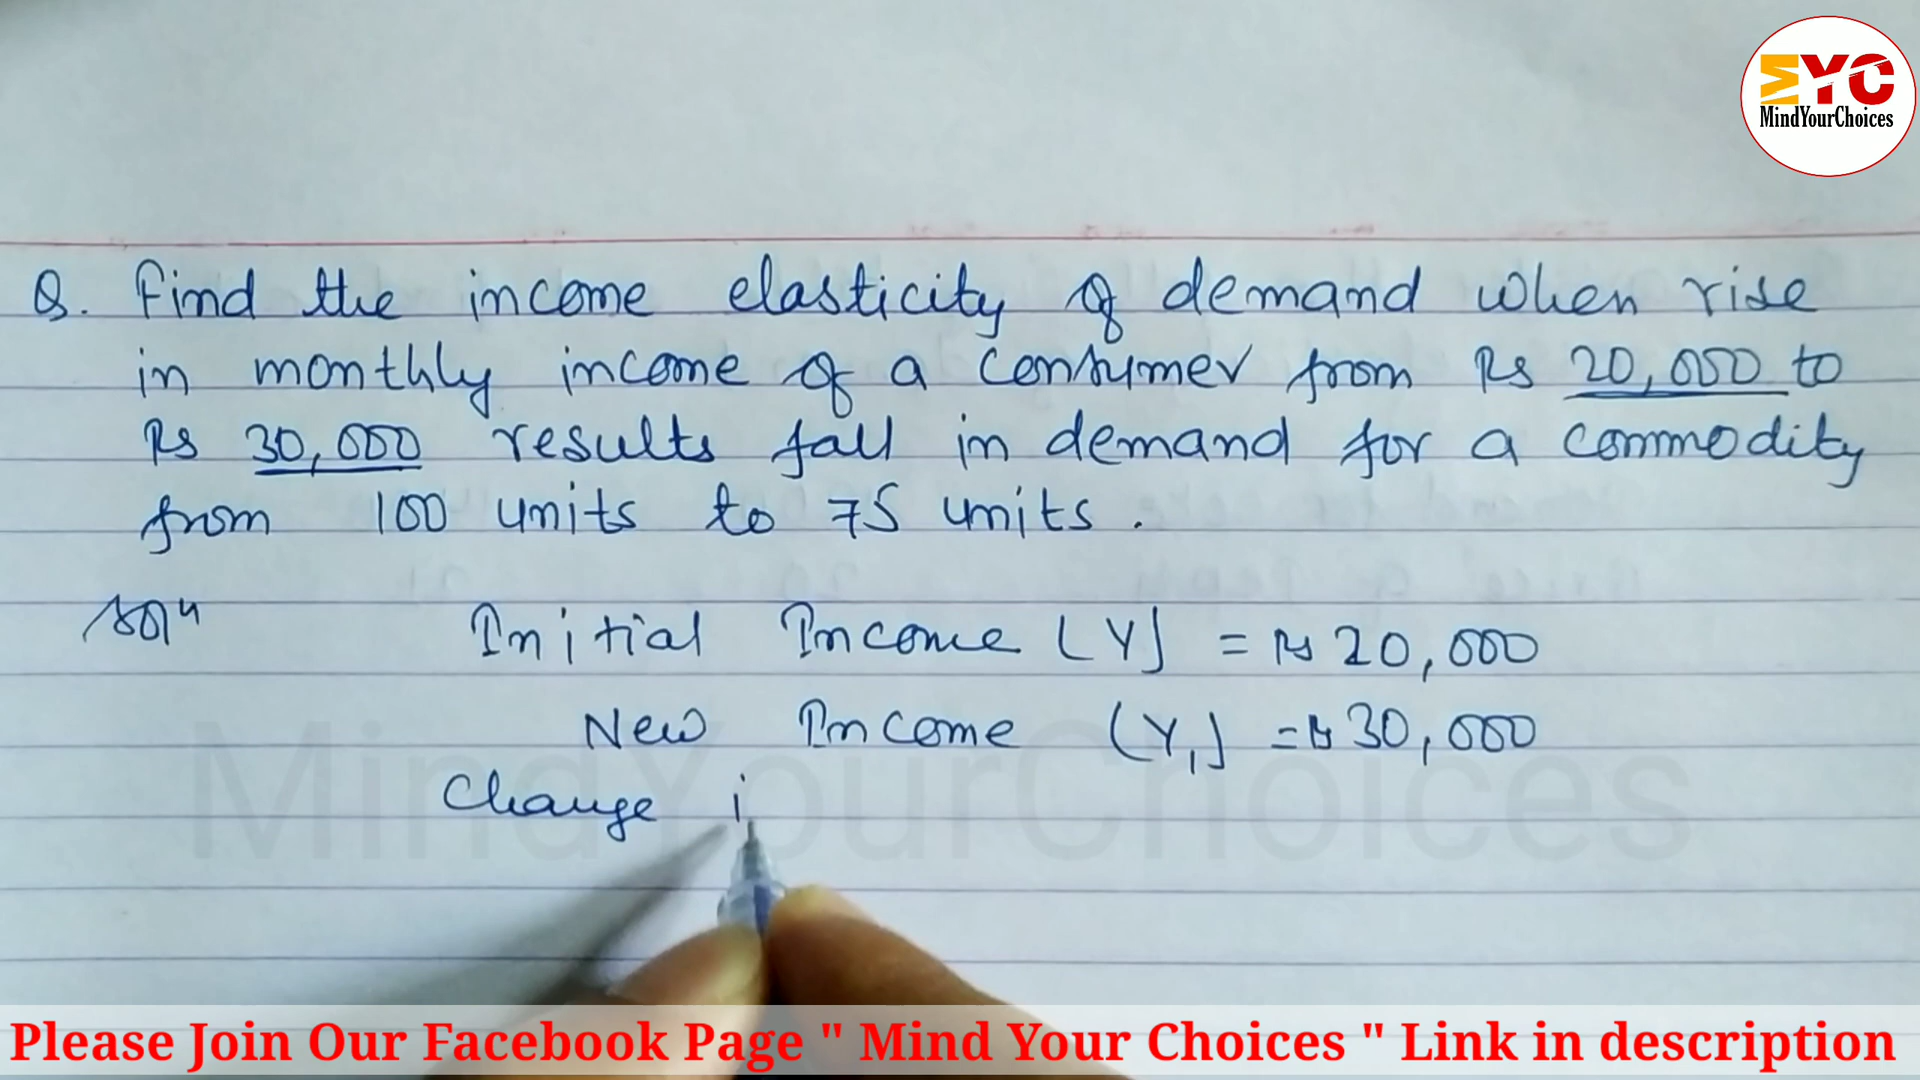 MYC
MindYourChoices
Q. Find the income elasticity of demand when rise
in monthly income of a consumer from Rs 20,000 to
Rs 30,000 results fall in demand for a commodity
from 100 units to 75 units.
Solⁿ Initial Income (Y) = Rs 20,000
New Income (Y₁) = Rs 30,000
Change i
MindYourChoices
Please Join Our Facebook Page " Mind Your Choices " Link in description